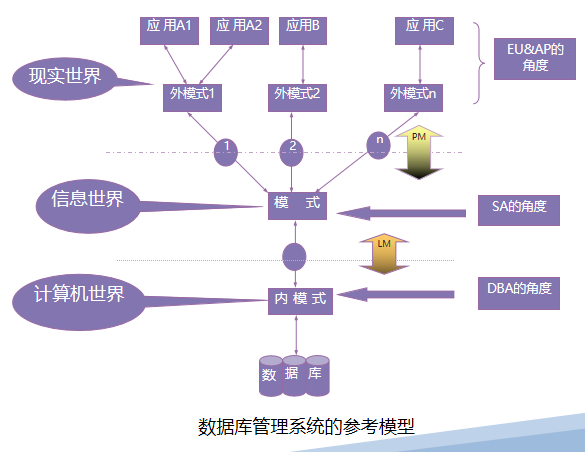 应 用A1
应 用A2
应用B
应 用C
EU&AP的
角度
现实世界
外模式1
外模式2
外模式n
1
2
n
PM
信息世界
模 式
SA的角度
LM
计算机世界
内 模 式
DBA的角度
数 据 库
数据库管理系统的参考模型